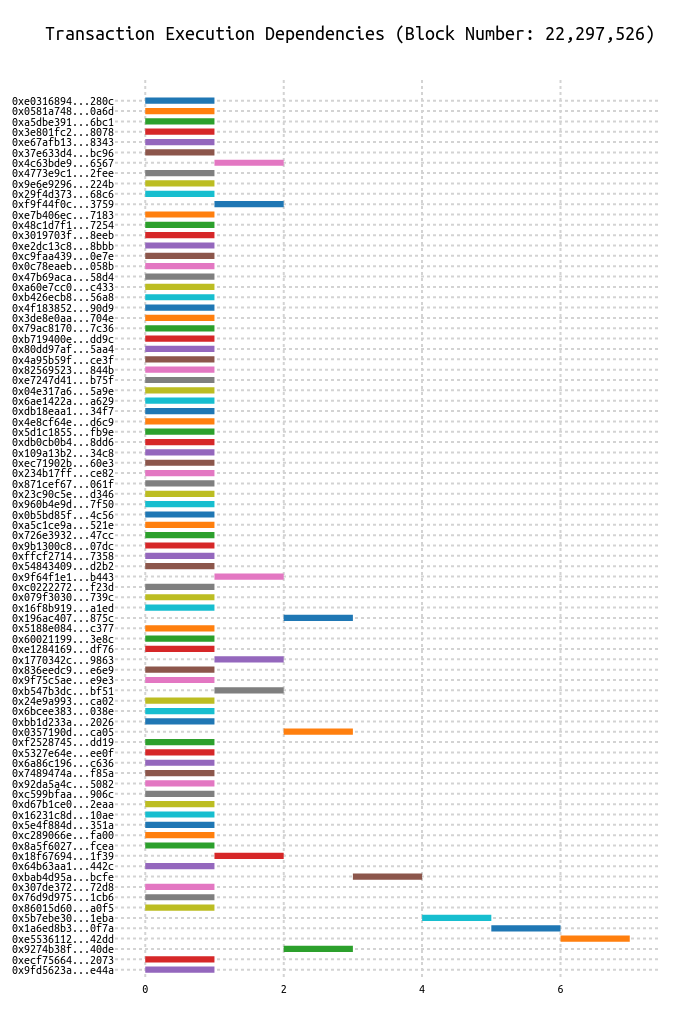 Transaction Execution Dependencies (Block Number: 22,297,526)
0xe0316894...280c
0x0581a748...0a6d
0xa5dbe391...6bc1
0x3e801fc2...8078
0xe67afb13...8343
0x37e633d4...bc96
0x4c63bde9...6567
0x4773e9c1...2fee
0x9e6e9296...224b
0x29f4d373...68c6
0xf9f44f0c...3759
0xe7b406ec...7183
0x48c1d7f1...7254
0x3019703f...8eeb
0xe2dc13c8...8bbb
0xc9faa439...0e7e
0x0c78eaeb...058b
0x47b69aca...58d4
0xa60e7cc0...c433
0xb426ecb8...56a8
0x4f183852...90d9
0x3de8e0aa...704e
0x79ac8170...7c36
0xb719400e...dd9c
0x80dd97af...5aa4
0x4a95b59f...ce3f
0x82569523...844b
0xe7247d41...b75f
0x04e317a6...5a9e
0x6ae1422a...a629
0xdb18eaa1...34f7
0x4e8cf64e...d6c9
0x5d1c1855...fb9e
0xdb0cb0b4...8dd6
0x109a13b2...34c8
0xec71902b...60e3
0x234b17ff...ce82
0x871cef67...061f
0x23c90c5e...d346
0x960b4e9d...7f50
0x0b5bd85f...4c56
0xa5c1ce9a...521e
0x726e3932...47cc
0x9b1300c8...07dc
0xffcf2714...7358
0x54843409...d2b2
0x9f64f1e1...b443
0xc0222272...f23d
0x079f3030...739c
0x16f8b919...a1ed
0x196ac407...875c
0x5188e084...c377
0x60021199...3e8c
0xe1284169...df76
0x1770342c...9863
0x836eedc9...e6e9
0x9f75c5ae...e9e3
0xb547b3dc...bf51
0x24e9a993...ca02
0x6bcee383...038e
0xbb1d233a...2026
0x0357190d...ca05
0xf2528745...dd19
0x5327e64e...ee0f
0x6a86c196...c636
0x7489474a...f85a
0x92da5a4c...5082
0xc599bfaa...906c
0xd67b1ce0...2eaa
0x16231c8d...10ae
0x5e4f884d...351a
0xc289066e...fa00
0x8a5f6027...fcea
0x18f67694...1f39
0x64b63aa1...442c
0xbab4d95a...bcfe
0x307de372...72d8
0x76d9d975...1cb6
0x86015d60...a0f5
0x5b7ebe30...1eba
0x1a6ed8b3...0f7a
0xe5536112...42dd
0x9274b38f...40de
0xecf75664...2073
0x9fd5623a...e44a
0 2 4 6